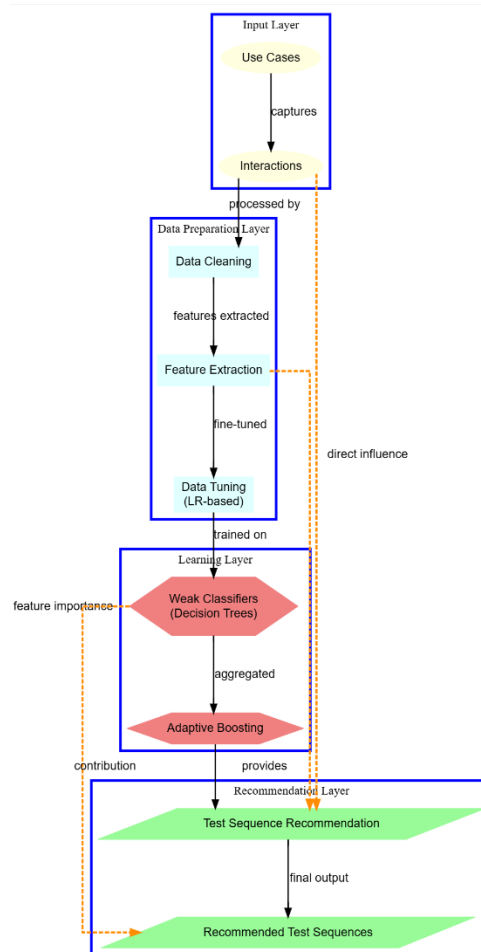 Input Layer
Use Cases
captures
Interactions
processed by
Data Preparation Layer
Data Cleaning
features extracted
Feature Extraction
fine-tuned
direct influence
Data Tuning
(LR-based)
trained on
Learning Layer
feature importance
Weak Classifiers
(Decision Trees)
aggregated
Adaptive Boosting
contribution
provides
Recommendation Layer
Test Sequence Recommendation
final output
Recommended Test Sequences